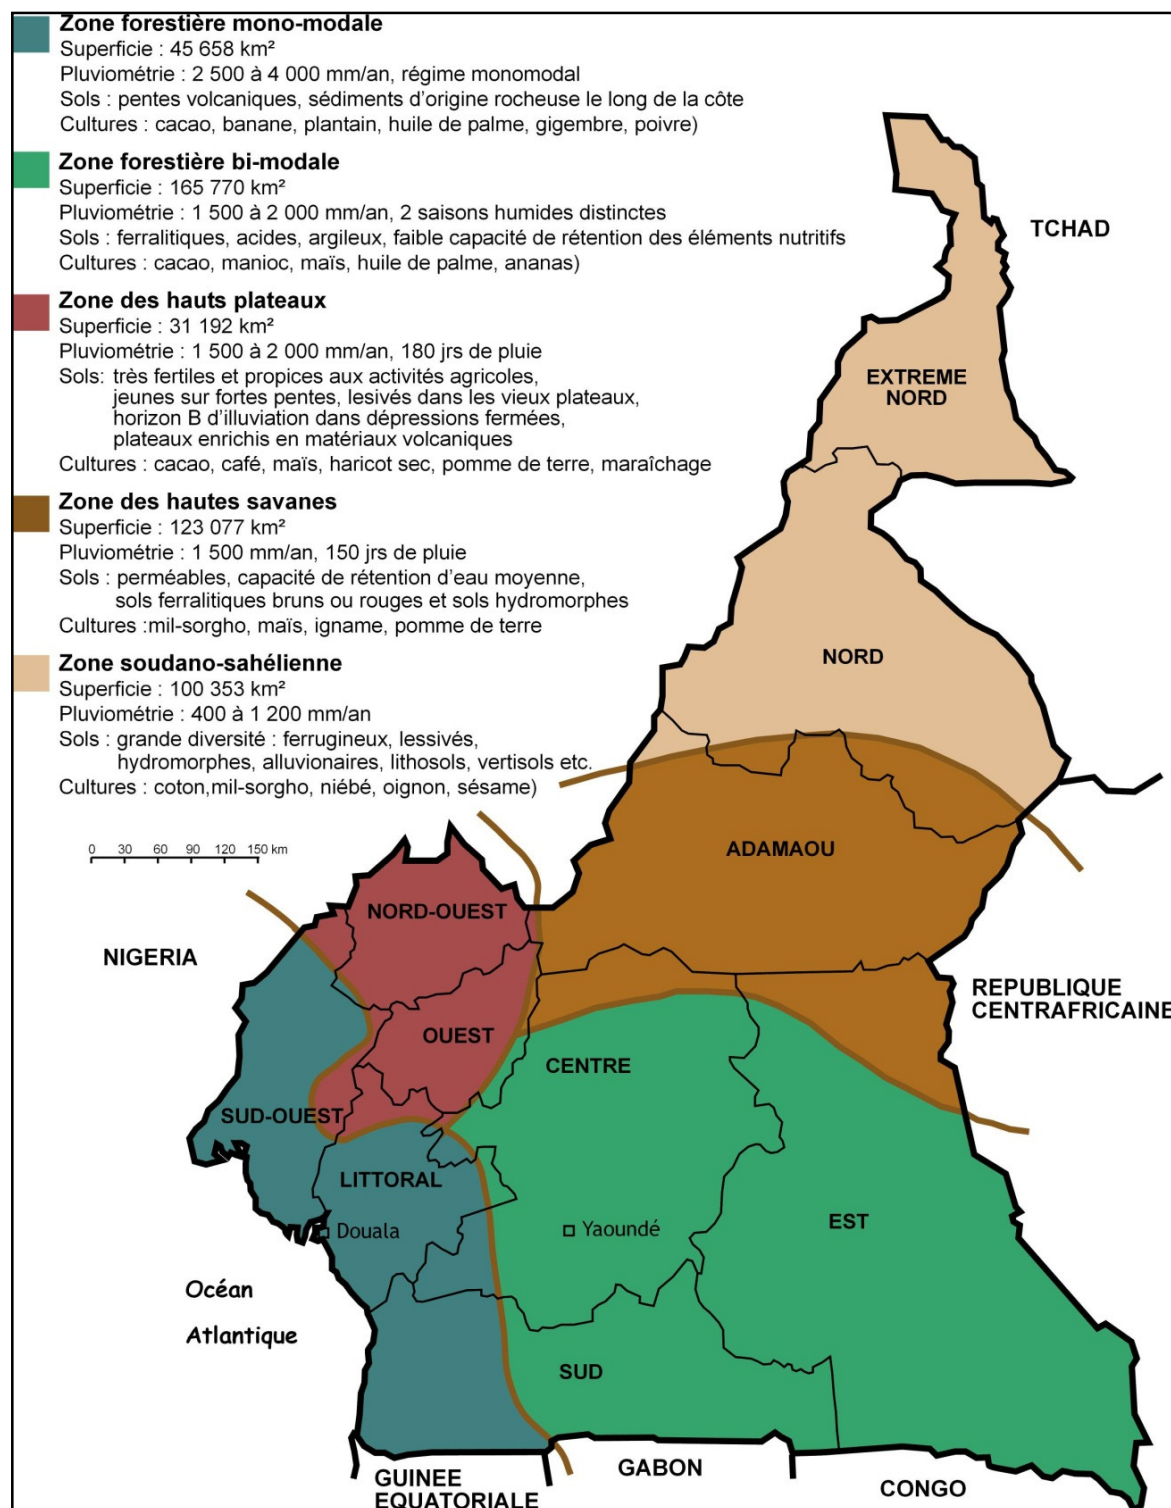 Zone forestière mono-modale
Superficie : 45 658 km²
Pluviométrie : 2 500 à 4 000 mm/an, régime monomodal
Sols : pentes volcaniques, sédiments d'origine rocheuse le long de la côte
Cultures : cacao, banane, plantain, huile de palme, gigembre, poivre)
Zone forestière bi-modale
Superficie : 165 770 km²
Pluviométrie : 1 500 à 2 000 mm/an, 2 saisons humides distinctes
Sols : ferralitiques, acides, argileux, faible capacité de rétention des éléments nutritifs
Cultures : cacao, manioc, maïs, huile de palme, ananas)
Zone des hauts plateaux
Superficie : 31 192 km²
Pluviométrie : 1 500 à 2 000 mm/an, 180 jrs de pluie
Sols: très fertiles et propices aux activités agricoles,
jeunes sur fortes pentes, lesivés dans les vieux plateaux,
horizon B d'illuviation dans dépressions fermées,
plateaux enrichis en matériaux volcaniques
Cultures : cacao, café, maïs, haricot sec, pomme de terre, maraîchage
Zone des hautes savanes
Superficie : 123 077 km²
Pluviométrie : 1 500 mm/an, 150 jrs de pluie
Sols : perméables, capacité de rétention d'eau moyenne,
sols ferralitiques bruns ou rouges et sols hydromorphes
Cultures :mil-sorgho, maïs, igname, pomme de terre
Zone soudano-sahélienne
Superficie : 100 353 km²
Pluviométrie : 400 à 1 200 mm/an
Sols : grande diversité : ferrugineux, lessivés,
hydromorphes, alluvionaires, lithosols, vertisols etc.
Cultures : coton,mil-sorgho, niébé, oignon, sésame)
0 30 60 90 120 150 km
TCHAD
EXTREME
NORD
NORD
ADAMAOU
NORD-OUEST
NIGERIA
REPUBLIQUE
CENTRAFRICAINE
OUEST
CENTRE
SUD-OUEST
LITTORAL
EST
Douala
Yaoundé
Océan
Atlantique
SUD
GABON
GUINEE
EQUATORIALE
CONGO